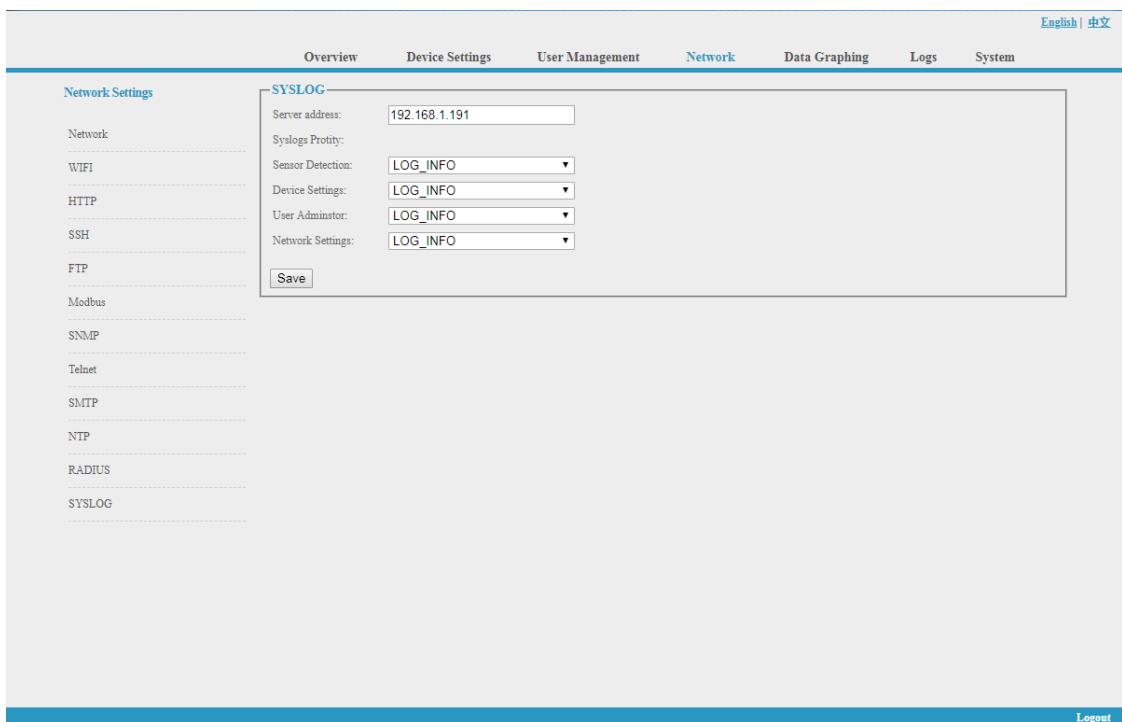 English | 中文
Overview Device Settings User Management Network Data Graphing Logs System
Network Settings
Network
WIFI
HTTP
SSH
FTP
Modbus
SNMP
Telnet
SMTP
NTP
RADIUS
SYSLOG
SYSLOG
Server address: 192.168.1.191
Syslogs Protity:
Sensor Detection: LOG_INFO
Device Settings: LOG_INFO
User Adminstor: LOG_INFO
Network Settings: LOG_INFO
Save
Logout